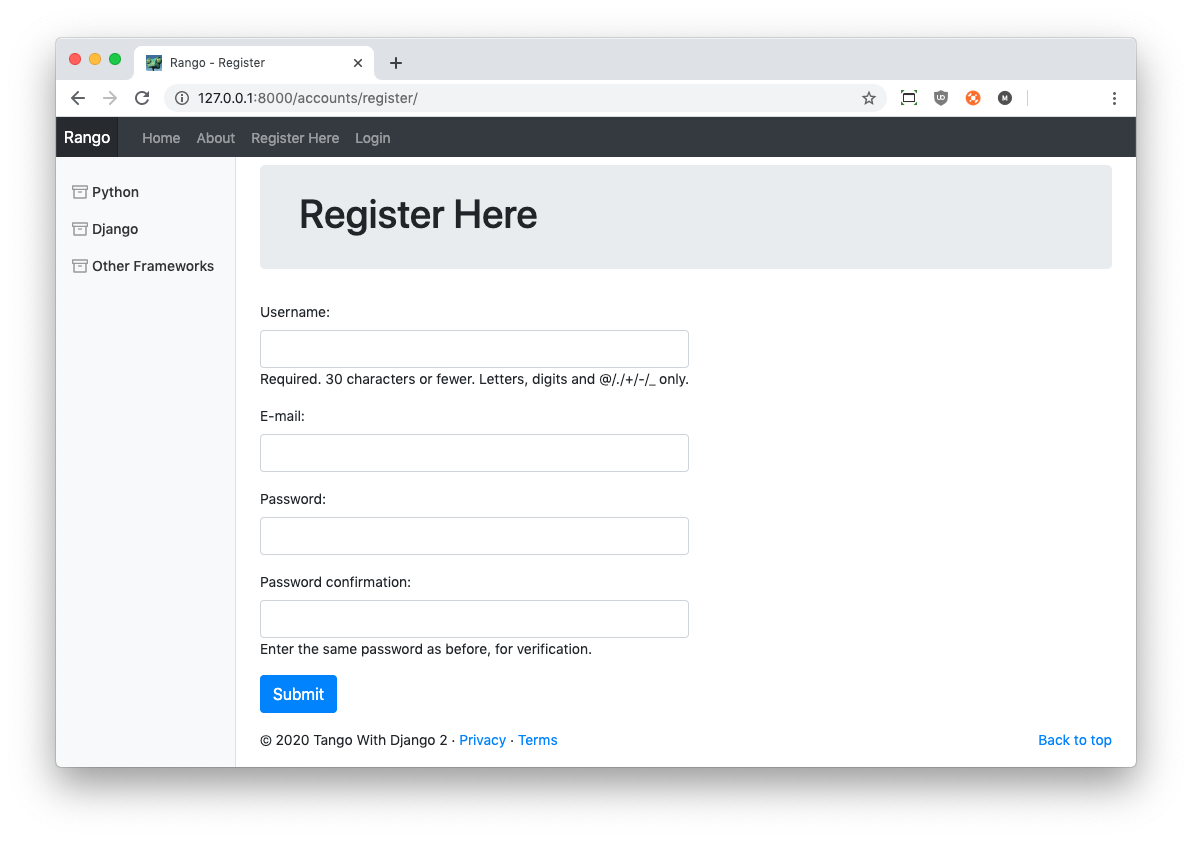 Rango - Register
127.0.0.1:8000/accounts/register/
Rango Home About Register Here Login
Python
Django
Other Frameworks
Register Here
Username:
Required. 30 characters or fewer. Letters, digits and @/./+/-/_ only.
E-mail:
Password:
Password confirmation:
Enter the same password as before, for verification.
Submit
© 2020 Tango With Django 2 · Privacy · Terms
Back to top